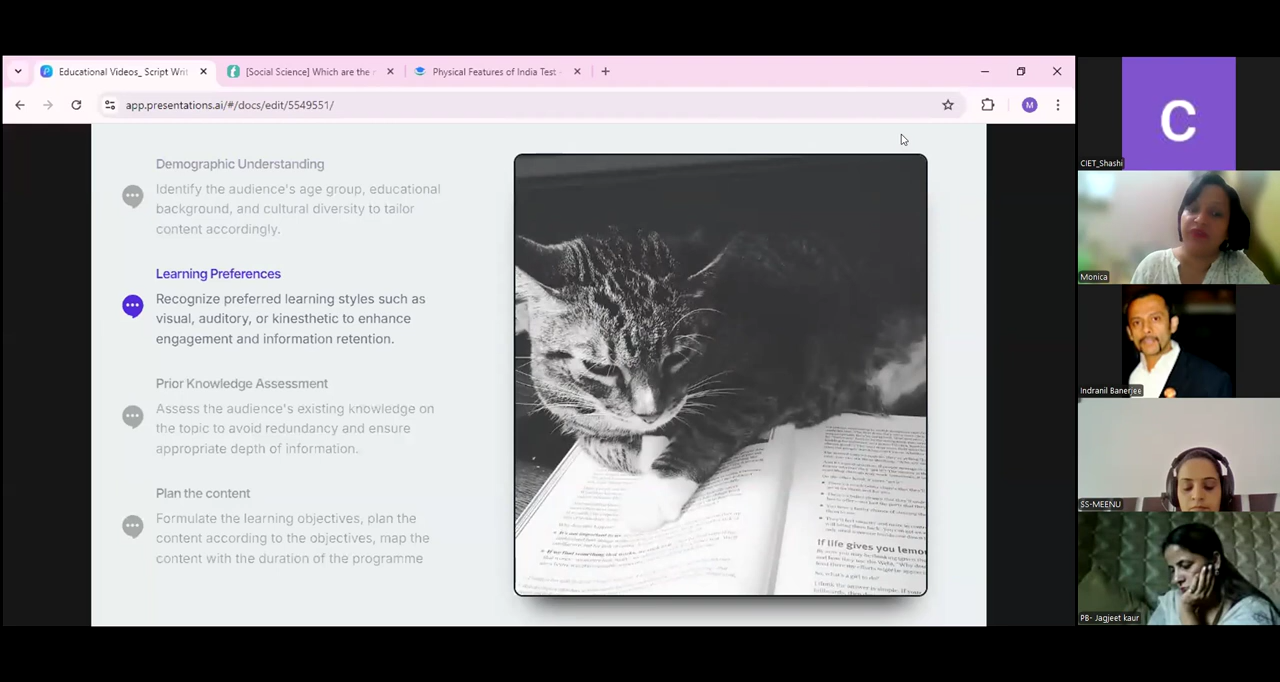 Educational Videos_ Script Writ
[Social Science] Which are the r
Physical Features of India Test -
app.presentations.ai/#/docs/edit/5549551/
M
Demographic Understanding
Identify the audience's age group, educational
background, and cultural diversity to tailor
content accordingly.
Learning Preferences
Recognize preferred learning styles such as
visual, auditory, or kinesthetic to enhance
engagement and information retention.
Prior Knowledge Assessment
Assess the audience's existing knowledge on
the topic to avoid redundancy and ensure
appropriate depth of information.
Plan the content
Formulate the learning objectives, plan the
content according to the objectives, map the
content with the duration of the programme
If life gives you lemo
C
CIET_Shashi
Monica
Indranil Banerjee
SS-MEENU
PB- Jagjeet kaur